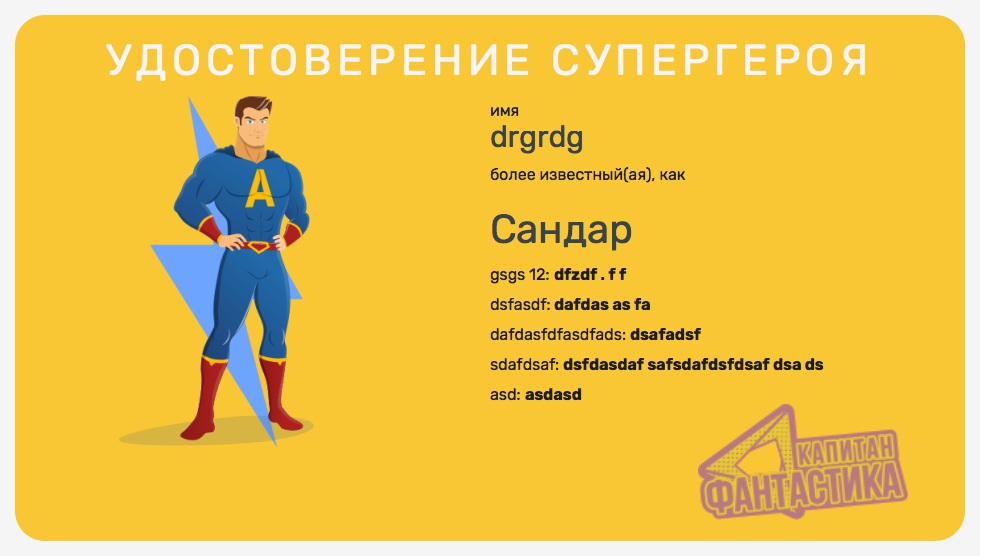 УДОСТОВЕРЕНИЕ СУПЕРГЕРОЯ
имя
drgrdg
более известный(ая), как
Сандар
gsgs 12: dfzdf . f f
dsfasdf: dafdas as fa
dafdasfdfasdfads: dsafadsf
sdafdsaf: dsfdasdaf safsdafdsfdsaf dsa ds
asd: asdasd
A
КАПИТАН
ФАНТАСТИКА